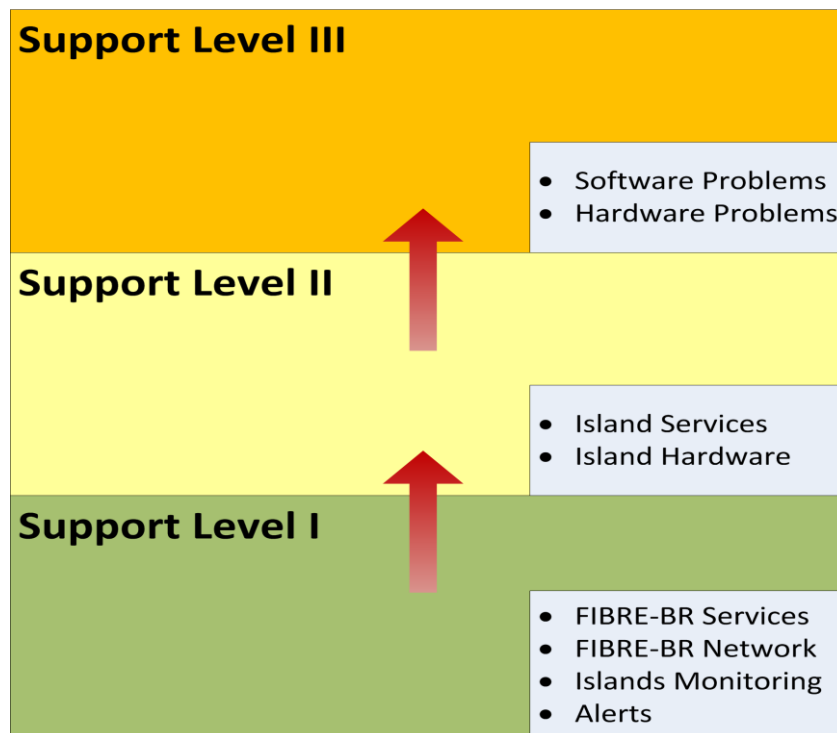 Support Level III
• Software Problems
• Hardware Problems
Support Level II
• Island Services
• Island Hardware
Support Level I
• FIBRE-BR Services
• FIBRE-BR Network
• Islands Monitoring
• Alerts